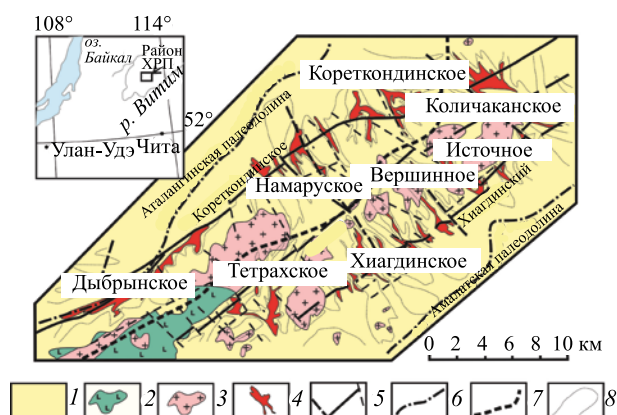 108°
114°
оз.
Байкал
Район
ХРП
р. Витим
52°
Улан-Удэ
Чита
Кореткондинское
Количаканское
Источное
Вершинное
Намаруское
Хиагдинское
Тетрахское
Дыбрынское
Аталангинская палеодолина
Кореткондинское
Хиагдинский
Амалатская палеодолина
0 2 4 6 8 10 км
1 2 3 4 5 6 7 8